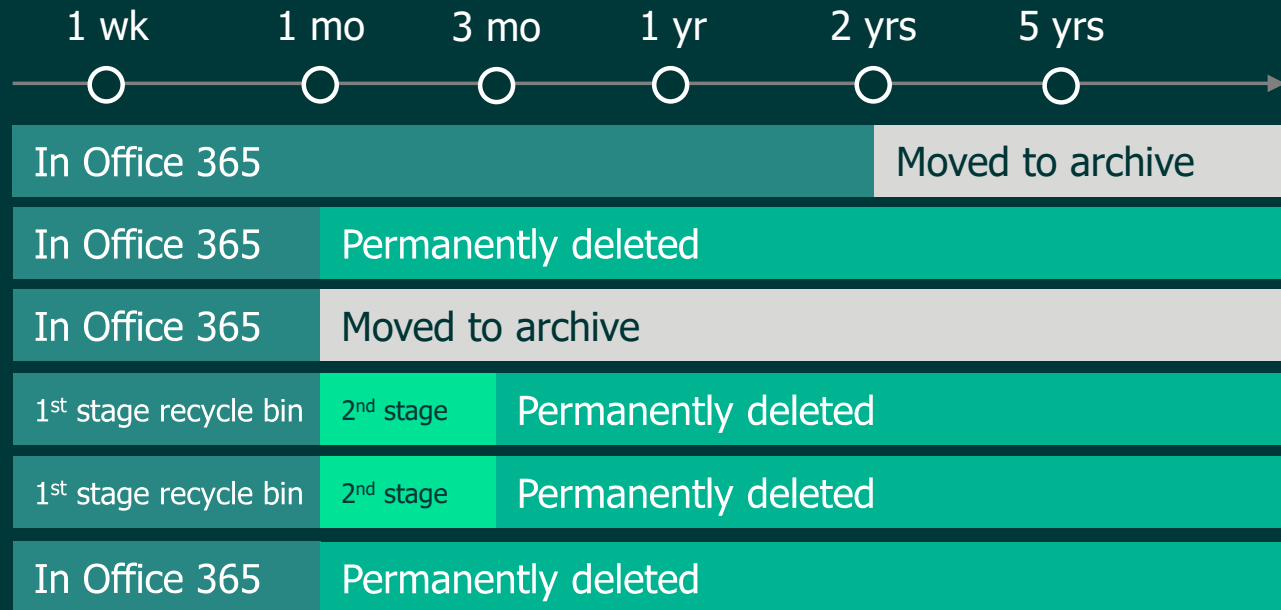 1 wk 1 mo 3 mo 1 yr 2 yrs 5 yrs
In Office 365 Moved to archive
In Office 365 Permanently deleted
In Office 365 Moved to archive
1st stage recycle bin 2nd stage Permanently deleted
1st stage recycle bin 2nd stage Permanently deleted
In Office 365 Permanently deleted